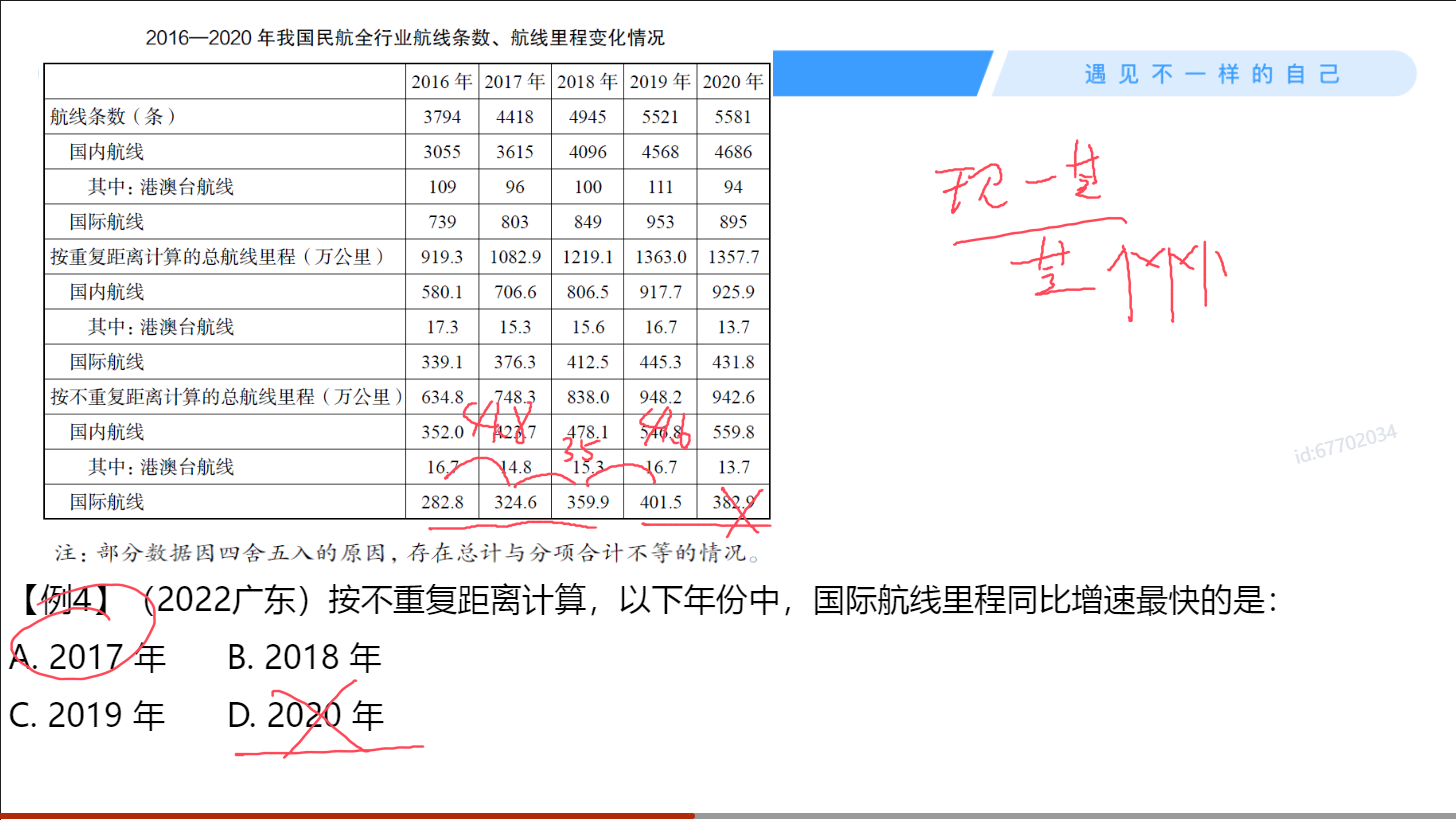 2016—2020 年我国民航全行业航线条数、航线里程变化情况
遇见不一样的自己
2016 年 2017 年 2018 年 2019 年 2020 年
航线条数（条） 3794 4418 4945 5521 5581
国内航线 3055 3615 4096 4568 4686
其中: 港澳台航线 109 96 100 111 94
国际航线 739 803 849 953 895
按重复距离计算的总航线里程（万公里） 919.3 1082.9 1219.1 1363.0 1357.7
国内航线 580.1 706.6 806.5 917.7 925.9
其中: 港澳台航线 17.3 15.3 15.6 16.7 13.7
国际航线 339.1 376.3 412.5 445.3 431.8
按不重复距离计算的总航线里程（万公里） 634.8 748.3 838.0 948.2 942.6
国内航线 352.0 423.7 478.1 546.8 559.8
其中: 港澳台航线 16.7 14.8 15.3 16.7 13.7
35
国际航线 282.8 324.6 359.9 401.5 382.9
现一基
基
id:67702034
注: 部分数据因四舍五入的原因, 存在总计与分项合计不等的情况。
【例4】（2022广东）按不重复距离计算，以下年份中，国际航线里程同比增速最快的是：
A. 2017 年 B. 2018 年
C. 2019 年 D. 2020 年